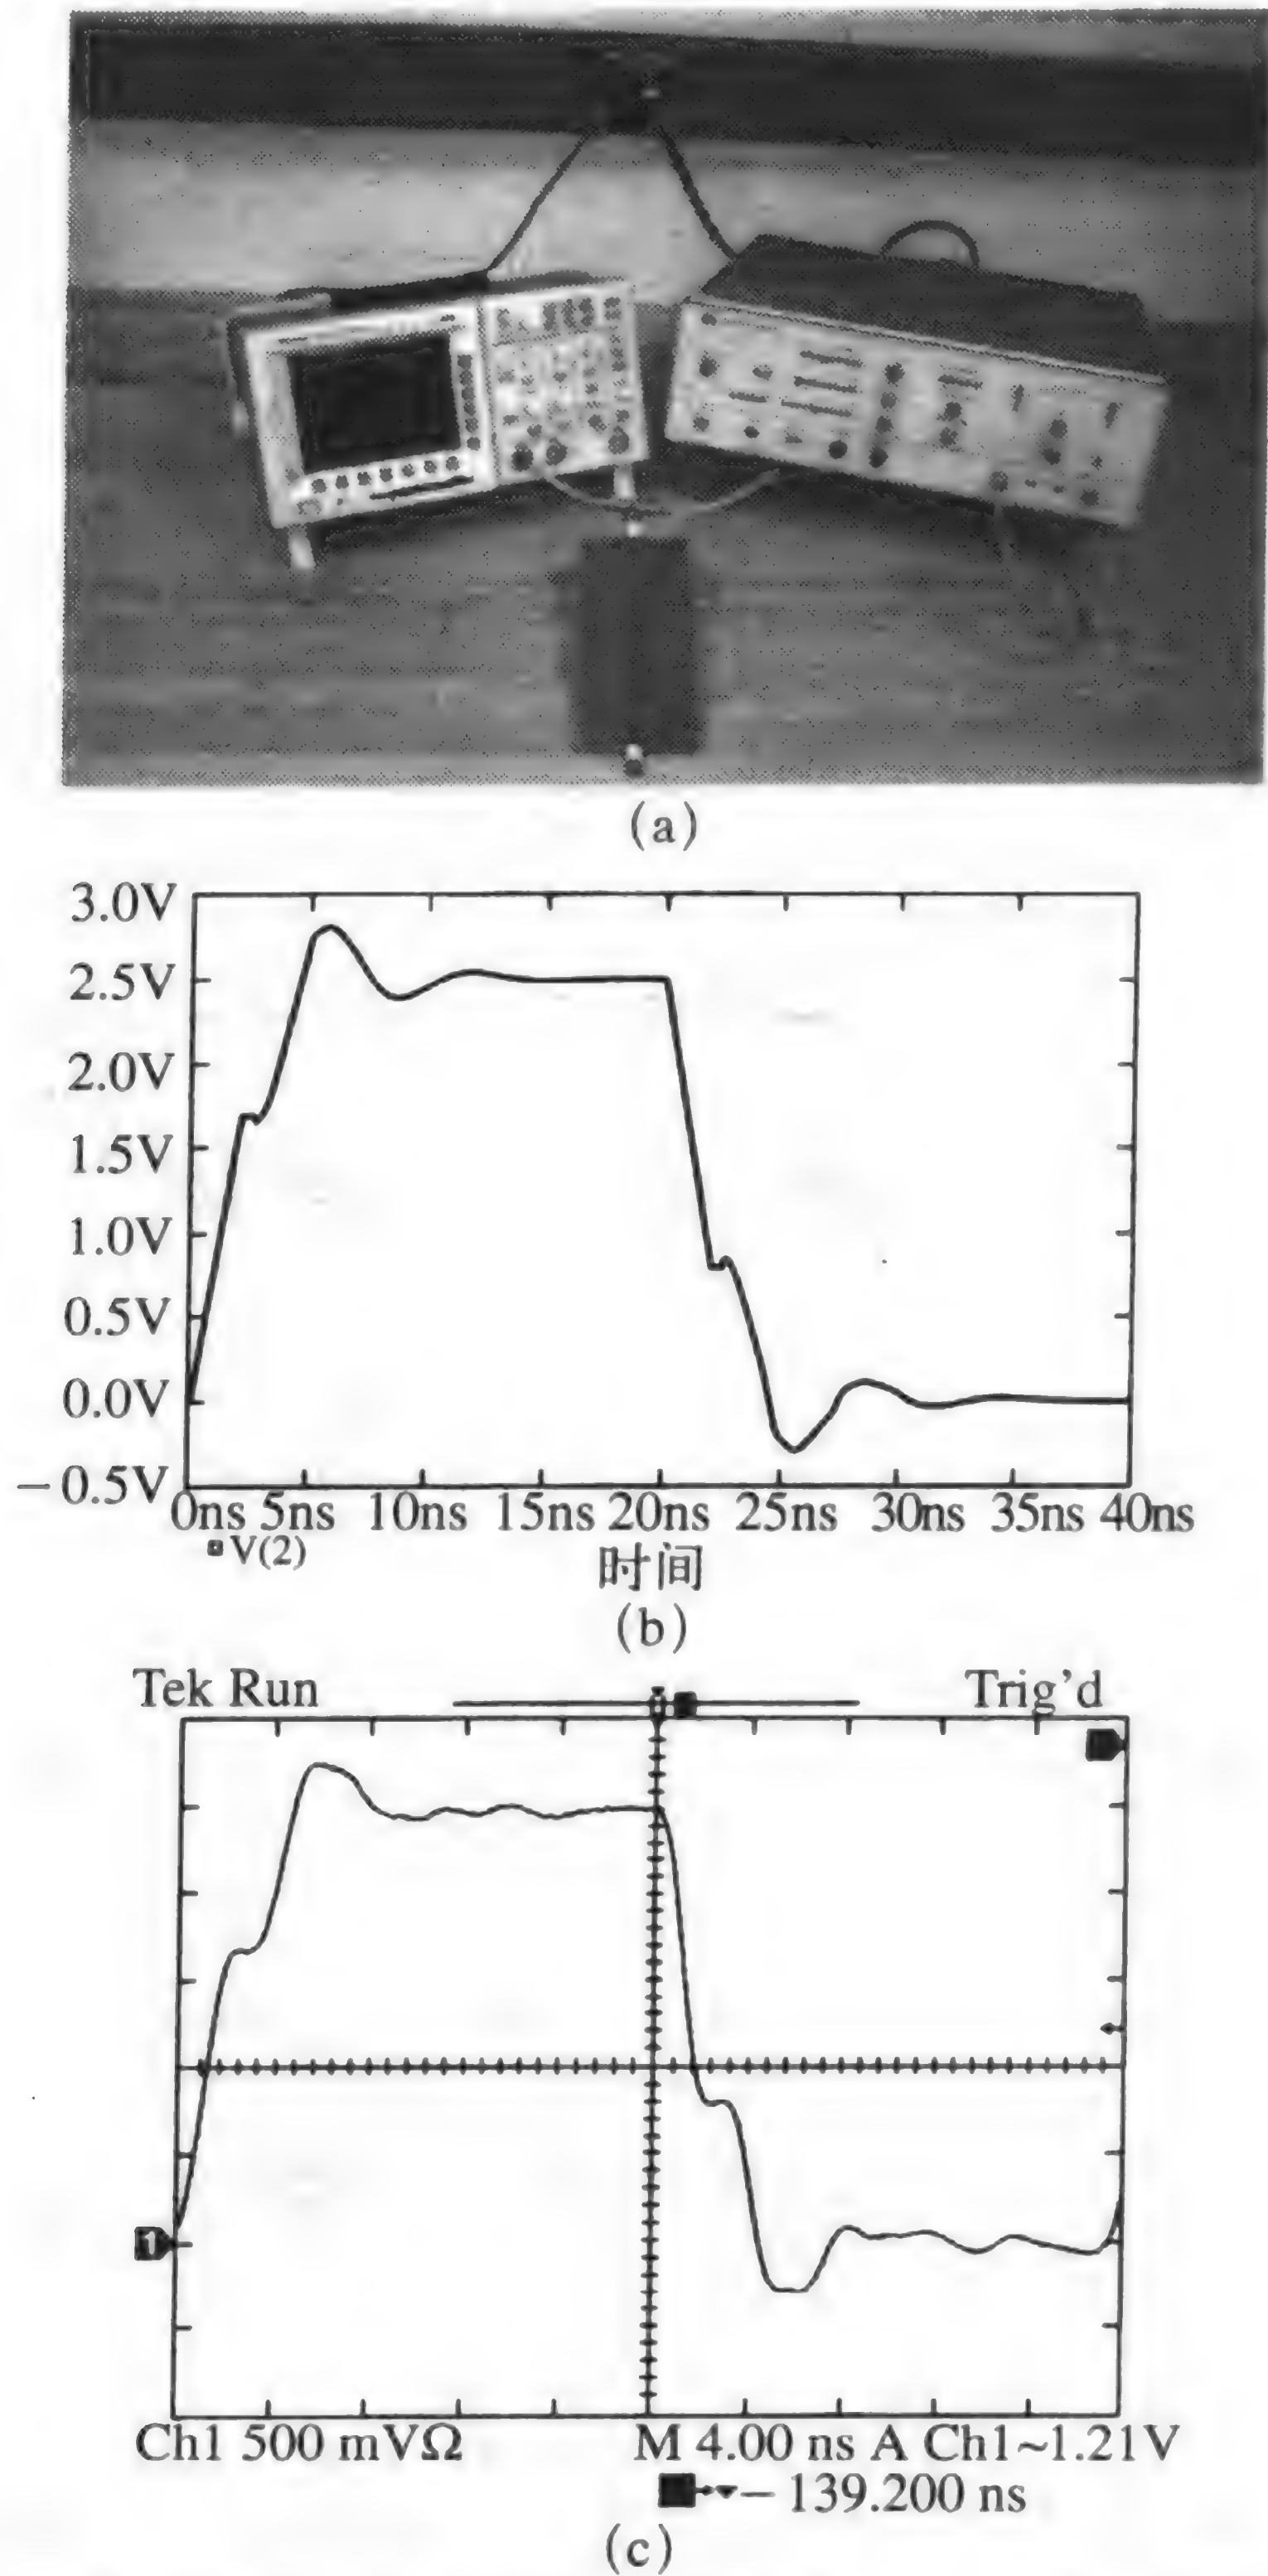 (a)
3.0V
2.5V
2.0V
1.5V
1.0V
0.5V
0.0V
−0.5V
0ns 5ns 10ns 15ns 20ns 25ns 30ns 35ns 40ns
V(2)
时间
(b)
Tek Run Trig'd
1
Ch1 500 mVΩ M 4.00 ns A Ch1~1.21V
− 139.200 ns
(c)